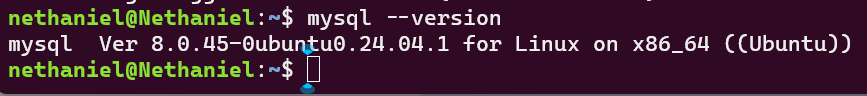 nethaniel@Nethaniel:~$ mysql --version
mysql  Ver 8.0.45-0ubuntu0.24.04.1 for Linux on x86_64 ((Ubuntu))
nethaniel@Nethaniel:~$